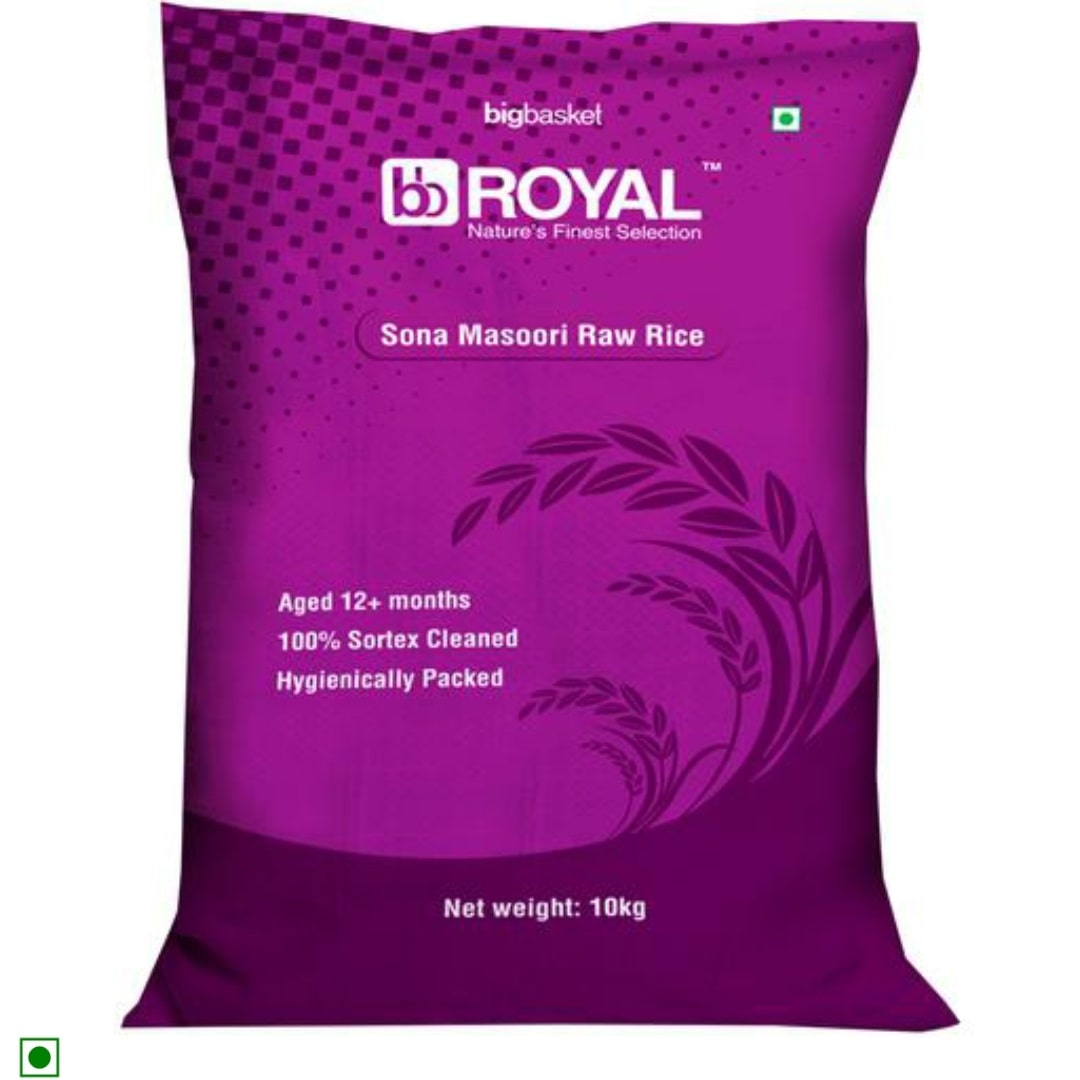 bigbasket
bb ROYAL™
Nature's Finest Selection
Sona Masoori Raw Rice
Aged 12+ months
100% Sortex Cleaned
Hygienically Packed
Net weight: 10kg